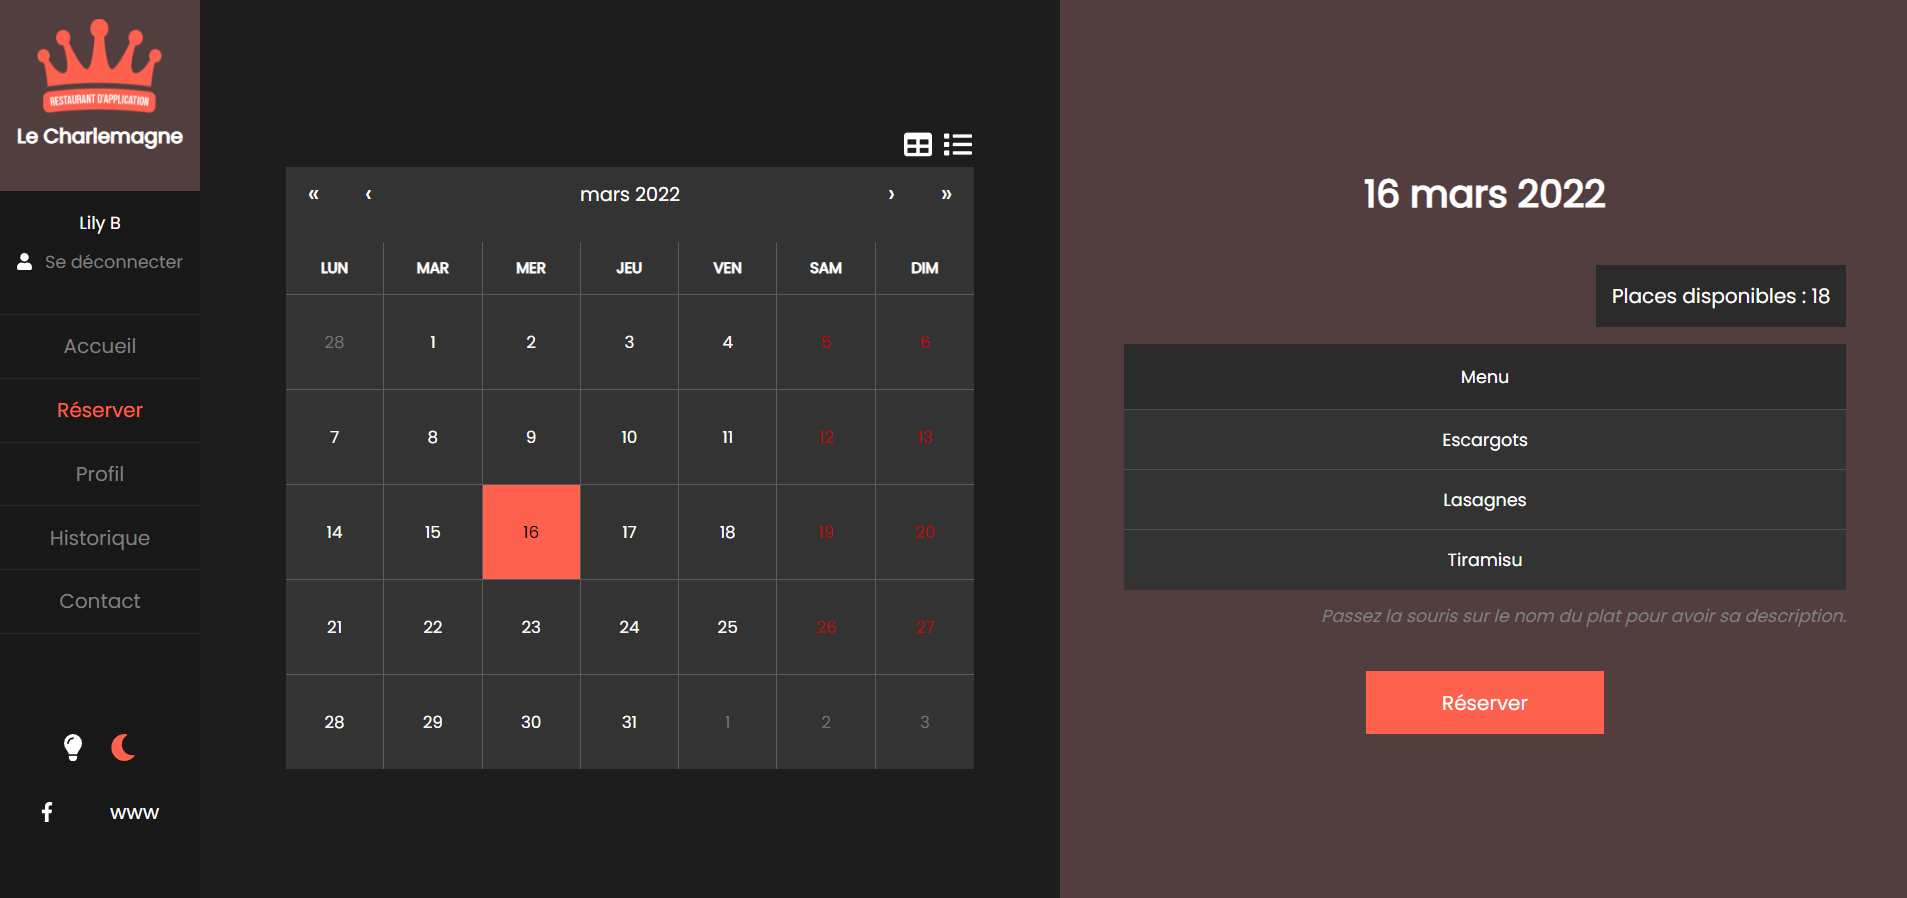 RESTAURANT D'APPLICATION
Le Charlemagne
Lily B
Se déconnecter
Accueil
Réserver
Profil
Historique
Contact
www
« ‹ mars 2022 › »
LUN MAR MER JEU VEN SAM DIM
28 1 2 3 4 5 6
7 8 9 10 11 12 13
14 15 16 17 18 19 20
21 22 23 24 25 26 27
28 29 30 31 1 2 3
16 mars 2022
Places disponibles : 18
Menu
Escargots
Lasagnes
Tiramisu
Passez la souris sur le nom du plat pour avoir sa description.
Réserver